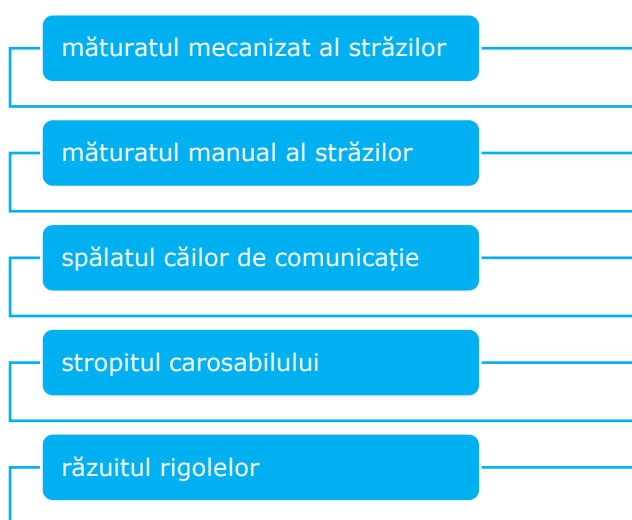 măturatul mecanizat al străzilor
măturatul manual al străzilor
spălatul căilor de comunicație
stropitul carosabilului
răzuitul rigolelor